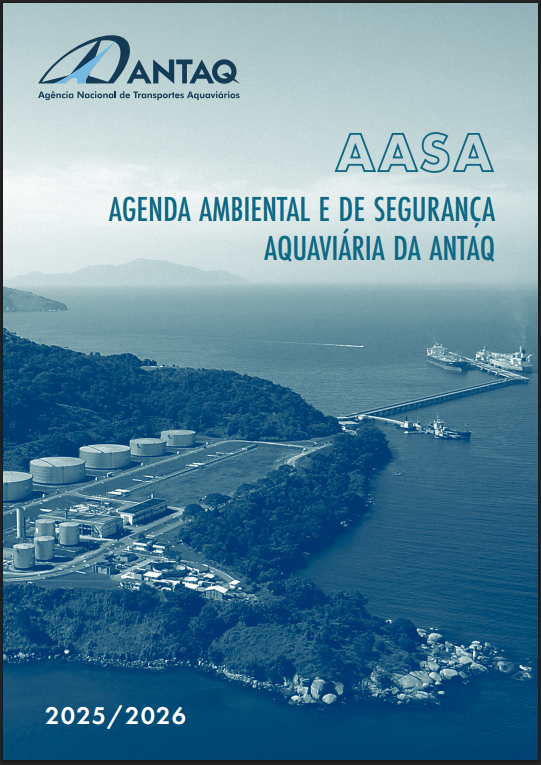 ANTAQ
Agência Nacional de Transportes Aquaviários
AASA
AGENDA AMBIENTAL E DE SEGURANÇA
AQUAVIÁRIA DA ANTAQ
2025/2026